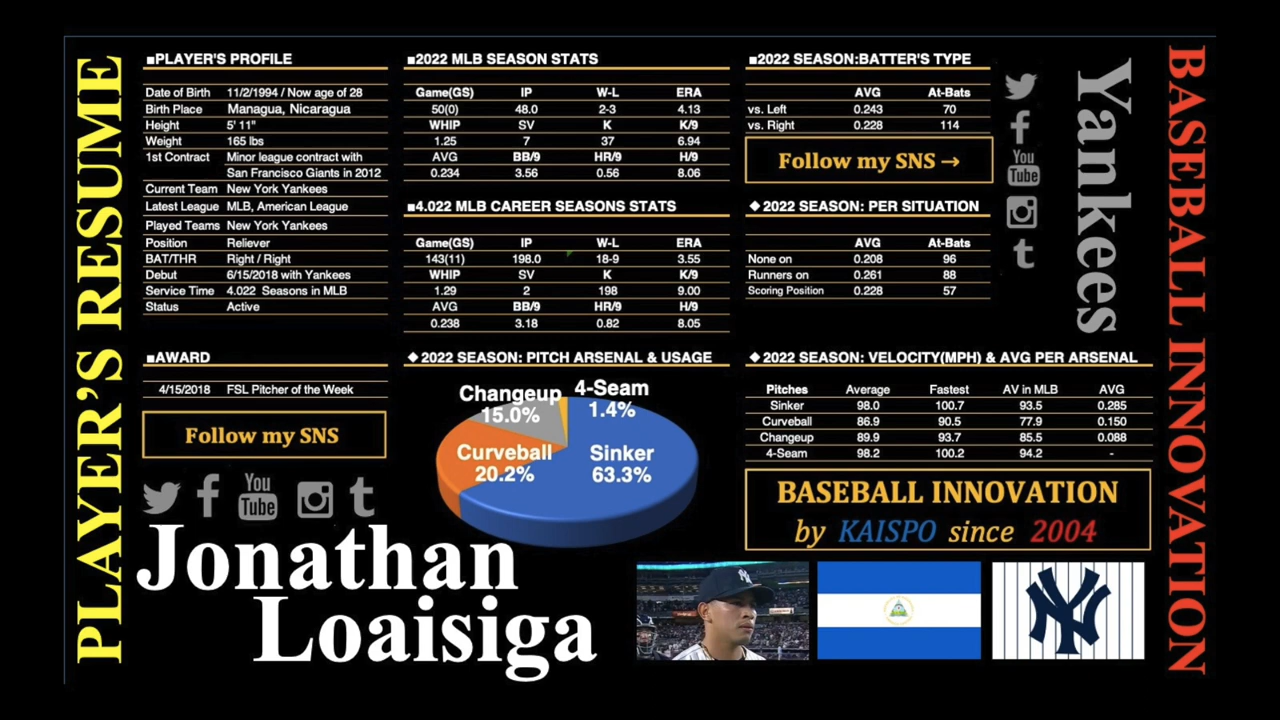 PLAYER'S RESUME
■PLAYER'S PROFILE
Date of Birth 11/2/1994 / Now age of 28
Birth Place Managua, Nicaragua
Height 5' 11"
Weight 165 lbs
1st Contract Minor league contract with
San Francisco Giants in 2012
Current Team New York Yankees
Latest League MLB, American League
Played Teams New York Yankees
Position Reliever
BAT/THR Right / Right
Debut 6/15/2018 with Yankees
Service Time 4.022 Seasons in MLB
Status Active
■AWARD
4/15/2018 FSL Pitcher of the Week
Follow my SNS
You
Tube
Jonathan
Loaisiga
■2022 MLB SEASON STATS
Game(GS) IP W-L ERA
50(0) 48.0 2-3 4.13
WHIP SV K K/9
1.25 7 37 6.94
AVG BB/9 HR/9 H/9
0.234 3.56 0.56 8.06
■4.022 MLB CAREER SEASONS STATS
Game(GS) IP W-L ERA
143(11) 198.0 18-9 3.55
WHIP SV K K/9
1.29 2 198 9.00
AVG BB/9 HR/9 H/9
0.238 3.18 0.82 8.05
◆2022 SEASON: PITCH ARSENAL & USAGE
Changeup
15.0%
4-Seam
1.4%
Curveball
20.2%
Sinker
63.3%
■2022 SEASON:BATTER'S TYPE
AVG At-Bats
vs. Left 0.243 70
vs. Right 0.228 114
Follow my SNS →
You
Tube
◆2022 SEASON: PER SITUATION
AVG At-Bats
None on 0.208 96
Runners on 0.261 88
Scoring Position 0.228 57
◆2022 SEASON: VELOCITY(MPH) & AVG PER ARSENAL
Pitches Average Fastest AV in MLB AVG
Sinker 98.0 100.7 93.5 0.285
Curveball 86.9 90.5 77.9 0.150
Changeup 89.9 93.7 85.5 0.088
4-Seam 98.2 100.2 94.2 -
BASEBALL INNOVATION
by KAISPO since 2004
NY
Yankees
BASEBALL INNOVATION